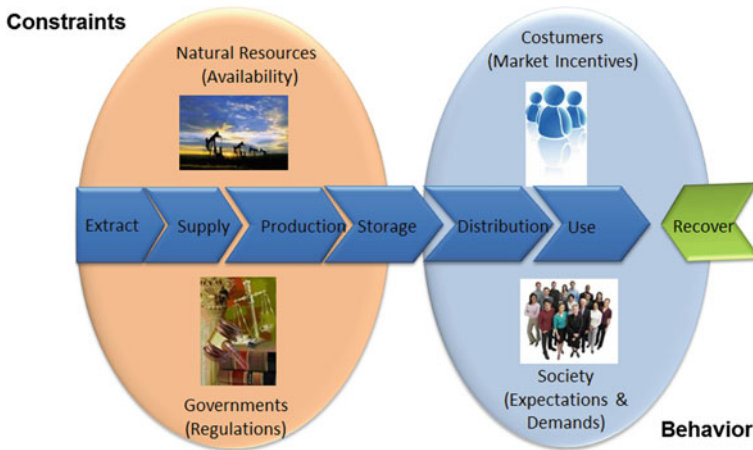 Constraints
Natural Resources
(Availability)
Costumers
(Market Incentives)
Extract Supply Production Storage Distribution Use Recover
Governments
(Regulations)
Society
(Expectations &
Demands)
Behavior